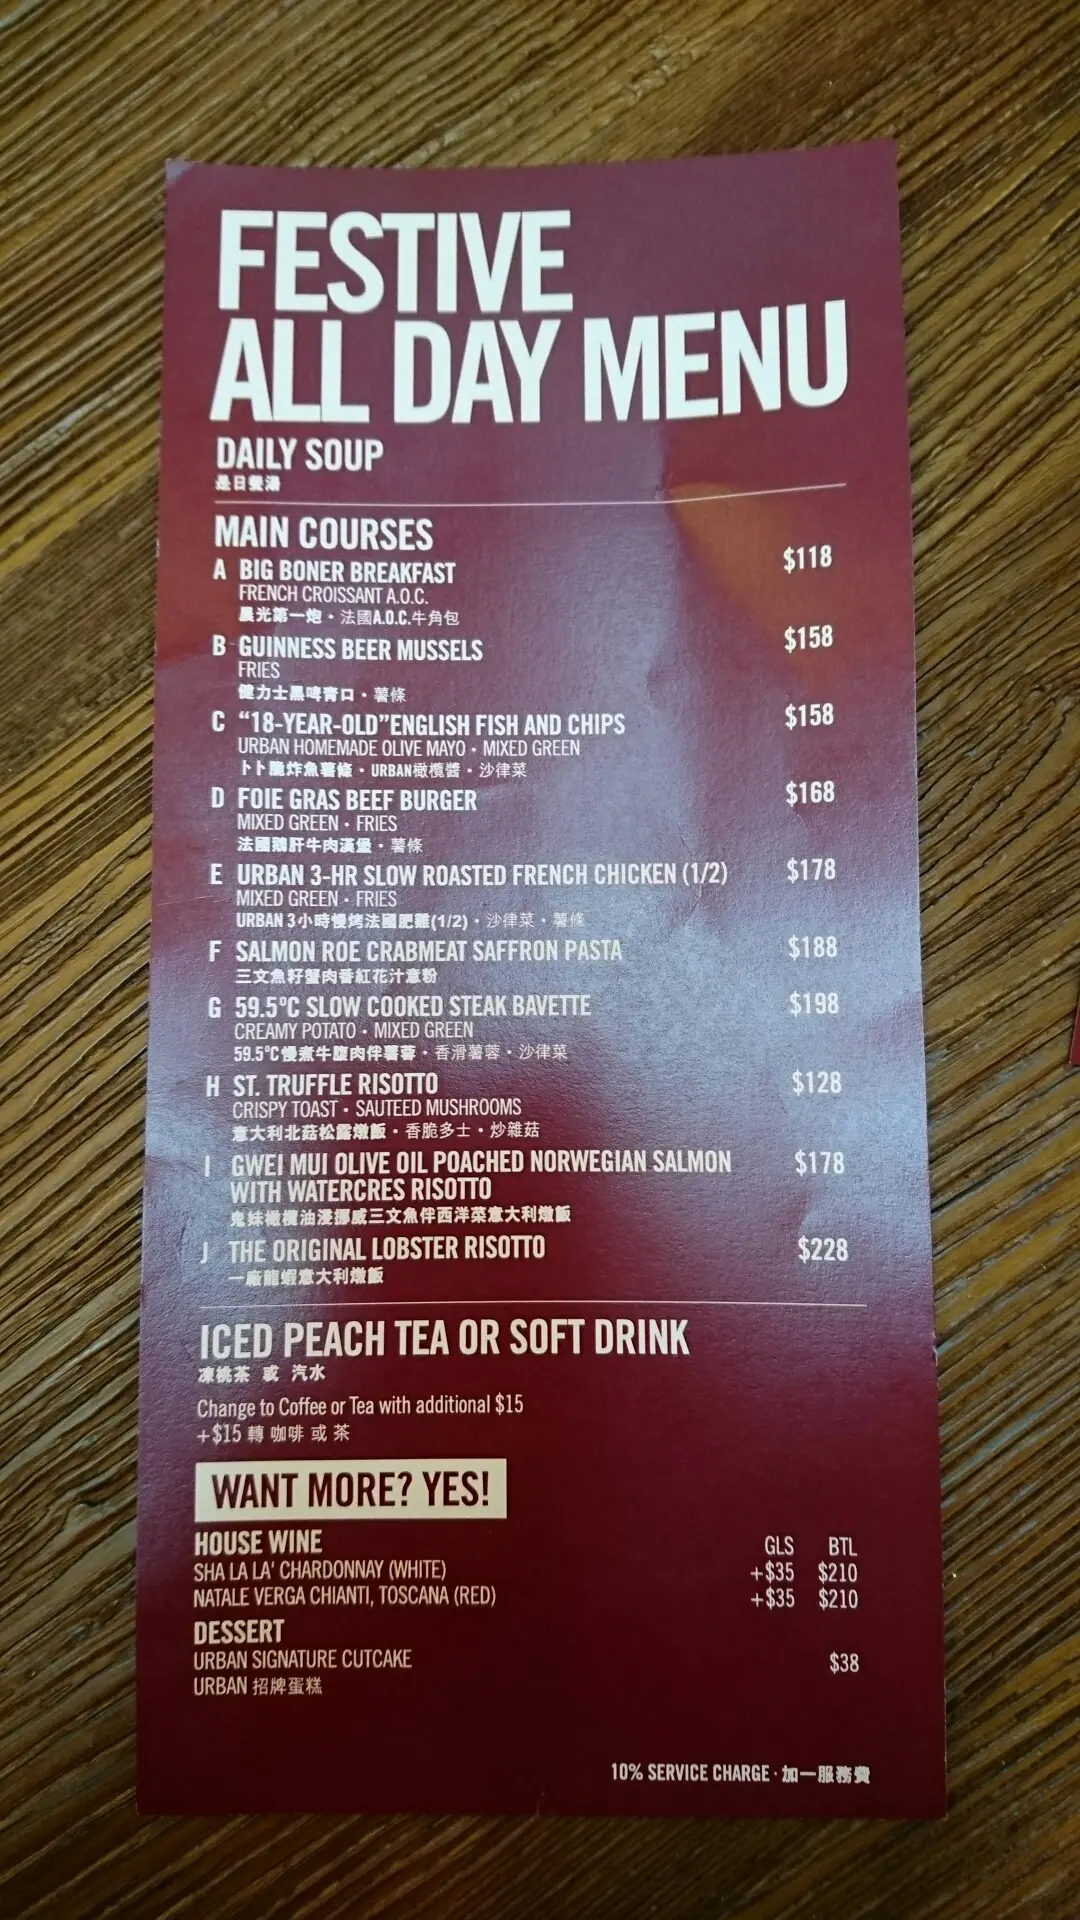 FESTIVE
ALL DAY MENU
DAILY SOUP
是日餐湯
MAIN COURSES
A BIG BONER BREAKFAST $118
FRENCH CROISSANT A.O.C.
晨光第一炮・法國A.O.C.牛角包
B GUINNESS BEER MUSSELS $158
FRIES
健力士黑啤青口・薯條
C "18-YEAR-OLD"ENGLISH FISH AND CHIPS $158
URBAN HOMEMADE OLIVE MAYO・MIXED GREEN
卜卜脆炸魚薯條・URBAN橄欖醬・沙律菜
D FOIE GRAS BEEF BURGER $168
MIXED GREEN・FRIES
法國鵝肝牛肉漢堡・薯條
E URBAN 3-HR SLOW ROASTED FRENCH CHICKEN (1/2) $178
MIXED GREEN・FRIES
URBAN 3小時慢烤法國肥雞(1/2)・沙律菜・薯條
F SALMON ROE CRABMEAT SAFFRON PASTA $188
三文魚籽蟹肉番紅花汁意粉
G 59.5ºC SLOW COOKED STEAK BAVETTE $198
CREAMY POTATO・MIXED GREEN
59.5ºC慢煮牛腹肉伴薯蓉・香滑薯蓉・沙律菜
H ST. TRUFFLE RISOTTO $128
CRISPY TOAST・SAUTEED MUSHROOMS
意大利北菇松露燉飯・香脆多士・炒雜菇
I GWEI MUI OLIVE OIL POACHED NORWEGIAN SALMON $178
WITH WATERCRES RISOTTO
鬼妹橄欖油浸挪威三文魚伴西洋菜意大利燉飯
J THE ORIGINAL LOBSTER RISOTTO $228
一廠龍蝦意大利燉飯
ICED PEACH TEA OR SOFT DRINK
凍桃茶 或 汽水
Change to Coffee or Tea with additional $15
+$15 轉 咖啡 或 茶
WANT MORE? YES!
HOUSE WINE GLS BTL
SHA LA LA' CHARDONNAY (WHITE) +$35 $210
NATALE VERGA CHIANTI, TOSCANA (RED) +$35 $210
DESSERT
URBAN SIGNATURE CUTCAKE $38
URBAN 招牌蛋糕
10% SERVICE CHARGE・加一服務費